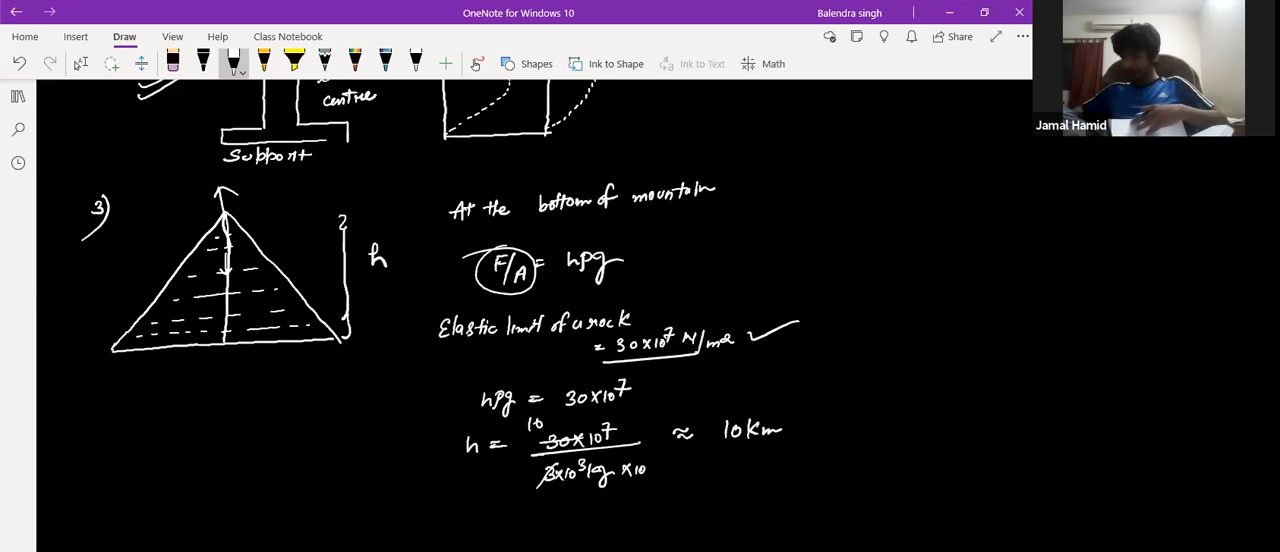 OneNote for Windows 10
Balendra singh
Home Insert Draw View Help Class Notebook
Share
Shapes Ink to Shape Ink to Text Math
Jamal Hamid
centre
Support
3)
h
At the bottom of mountain
F/A = hρg
Elastic limit of a rock
= 30×10⁷ N/m2
hρg = 30×10⁷
10
h = 30×10⁷ / 3×10³ kg ×10 ≈ 10 Km